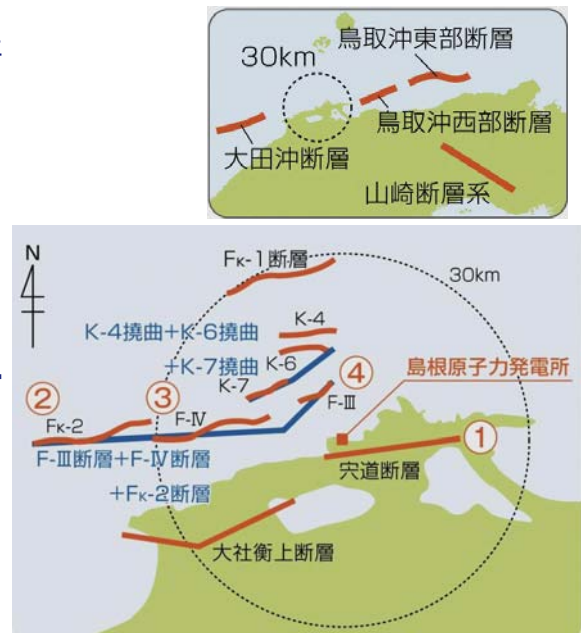 鳥取沖東部断層
30km
鳥取沖西部断層
大田沖断層
山崎断層系
N
FK-1断層
30km
K-4撓曲+K-6撓曲
+K-7撓曲
K-4
K-6
K-7
④
島根原子力発電所
②
③
FK-2
F-Ⅳ
F-Ⅲ
①
F-Ⅲ断層+F-Ⅳ断層
+FK-2断層
宍道断層
大社衝上断層